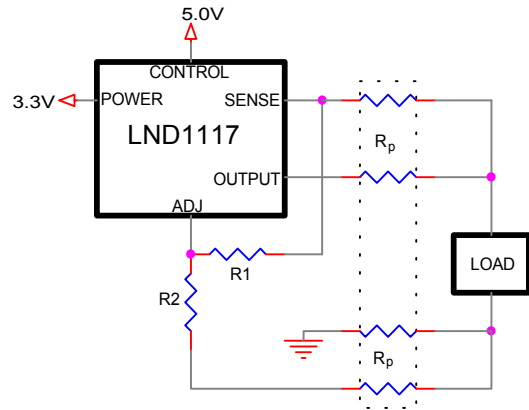 5.0V
CONTROL
3.3V
POWER
SENSE
LND1117
Rp
OUTPUT
ADJ
R1
LOAD
R2
Rp